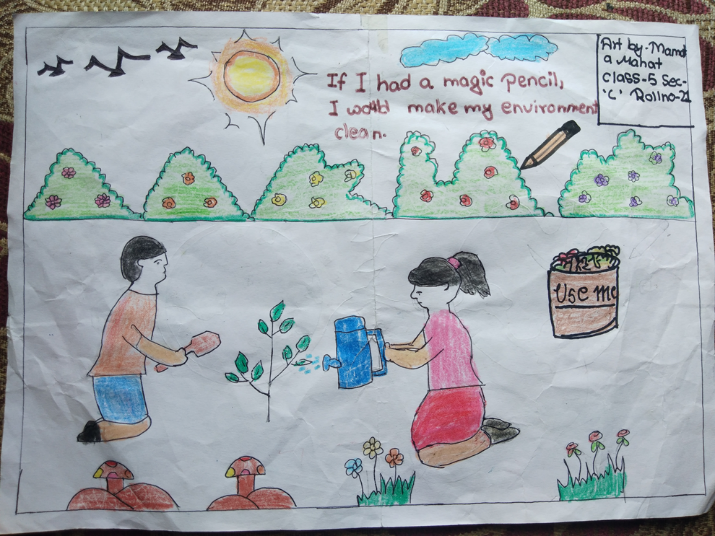 If I had a magic pencil,
I would make my environment
clean.
Art by-Mamt
a Mahat
Class-5 Sec-
'C' Rollno-21
Use me